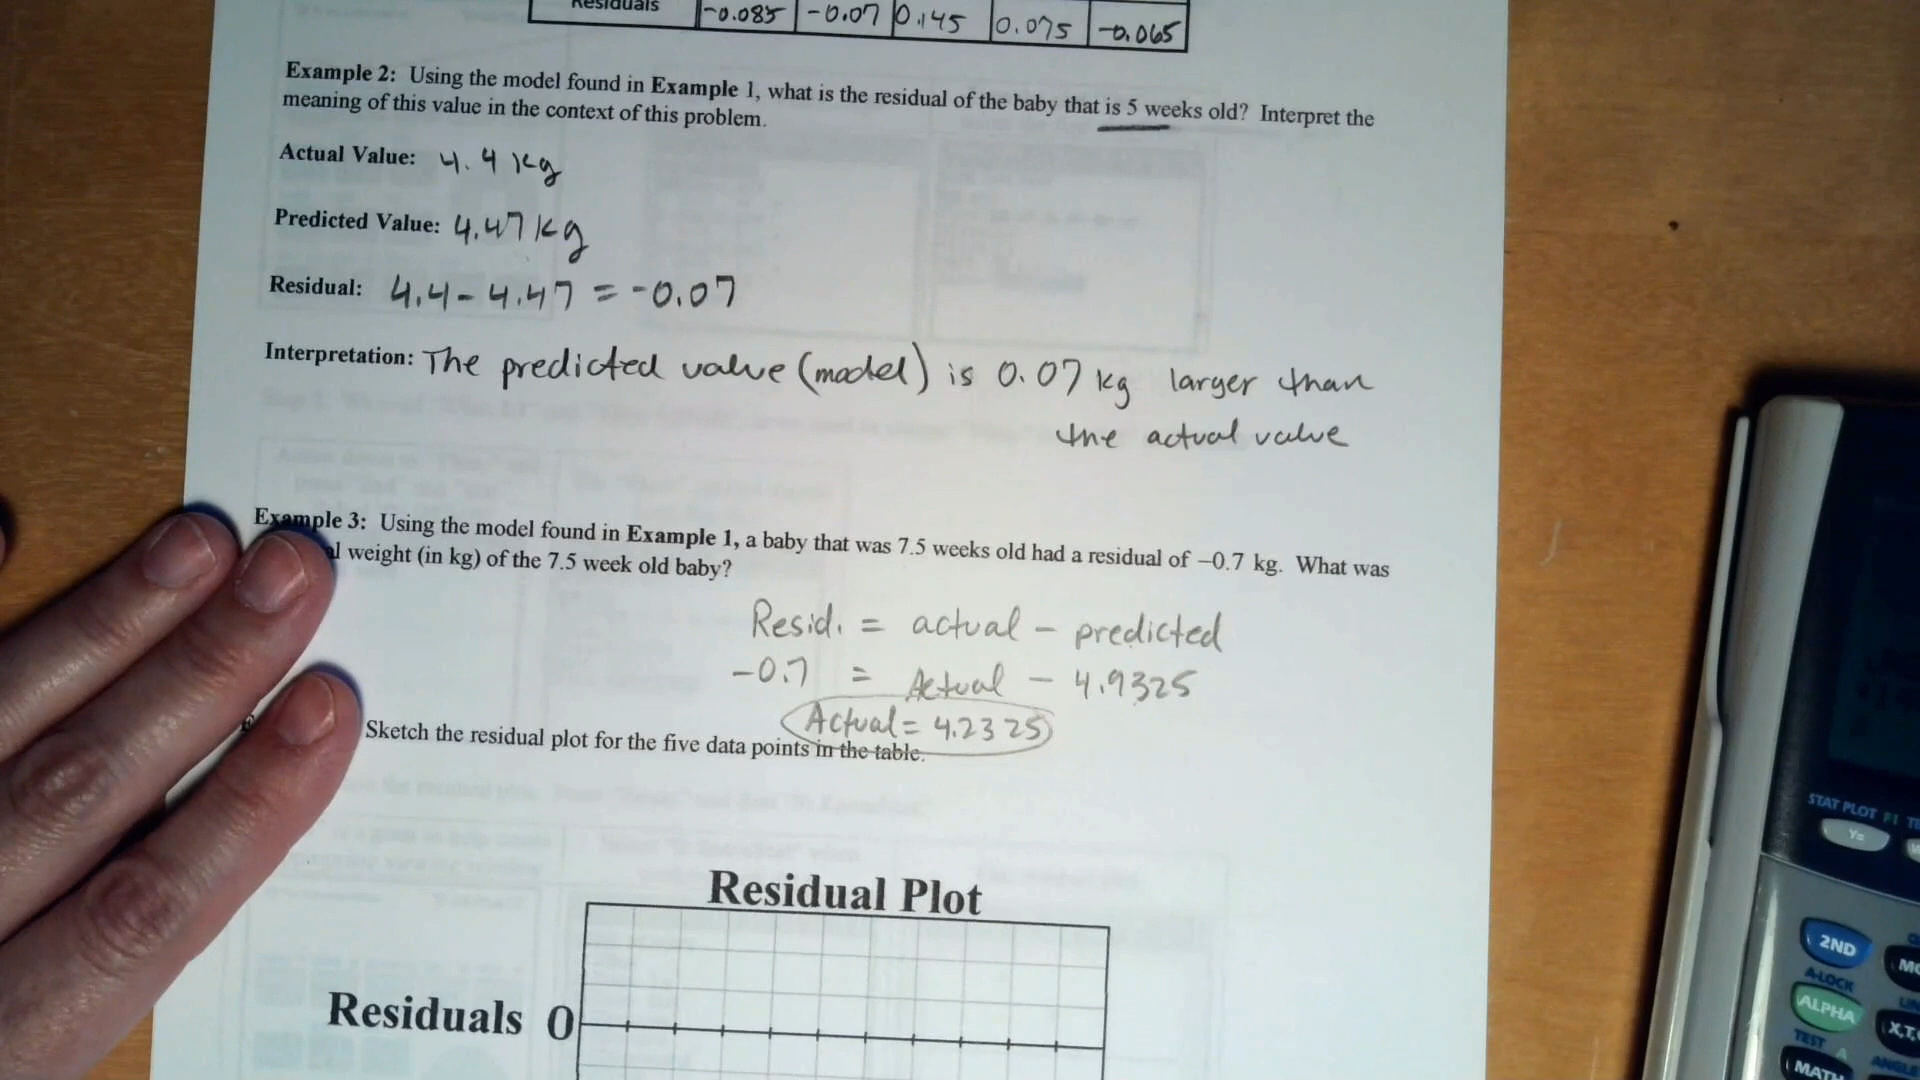 Residuals -0.085 -0.07 0.145 0.075 -0.065
Example 2: Using the model found in Example 1, what is the residual of the baby that is 5 weeks old? Interpret the
meaning of this value in the context of this problem.
Actual Value: 4.4 kg
Predicted Value: 4.47 kg
Residual: 4.4 - 4.47 = -0.07
Interpretation: The predicted value (model) is 0.07 kg larger than
the actual value
Example 3: Using the model found in Example 1, a baby that was 7.5 weeks old had a residual of -0.7 kg. What was
weight (in kg) of the 7.5 week old baby?
Resid. = actual - predicted
-0.7 = Actual - 4.9325
Actual = 4.2325
Sketch the residual plot for the five data points in the table.
Residual Plot
Residuals 0
STAT PLOT F1
Y=
2ND
A-LOCK
ALPHA
X,T,
TEST A
ANGLE
MATH